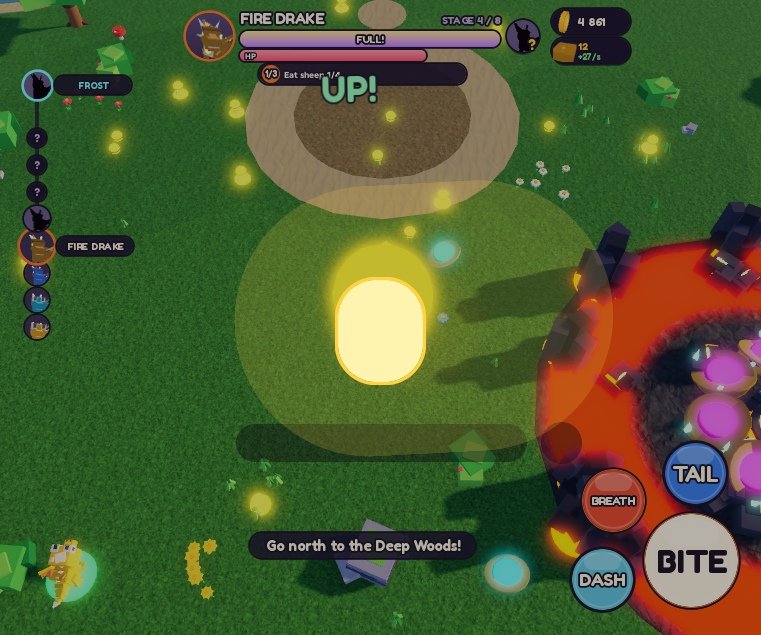 FIRE DRAKE
STAGE 4 / 8
FULL!
HP
4 861
12
+27/s
1/3 Eat sheep 1/4
UP!
FROST
?
?
?
?
FIRE DRAKE
Go north to the Deep Woods!
TAIL
BREATH
BITE
DASH